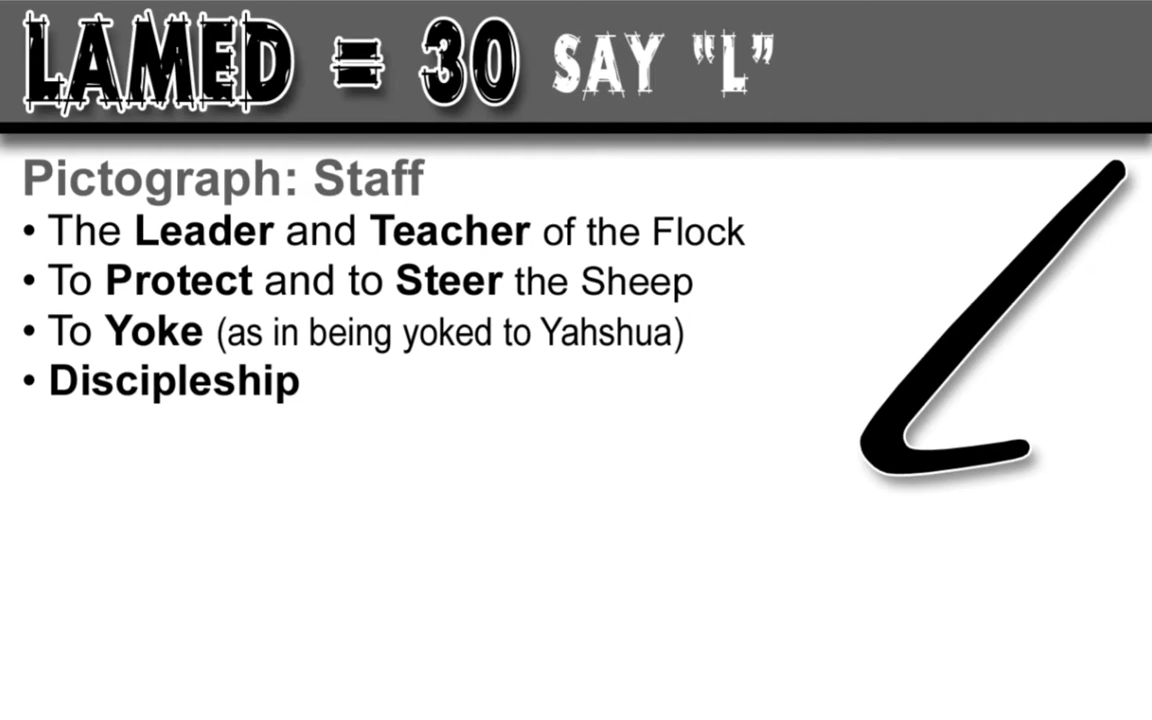 LAMED = 30 SAY "L"
Pictograph: Staff
• The Leader and Teacher of the Flock
• To Protect and to Steer the Sheep
• To Yoke (as in being yoked to Yahshua)
• Discipleship
𐤋